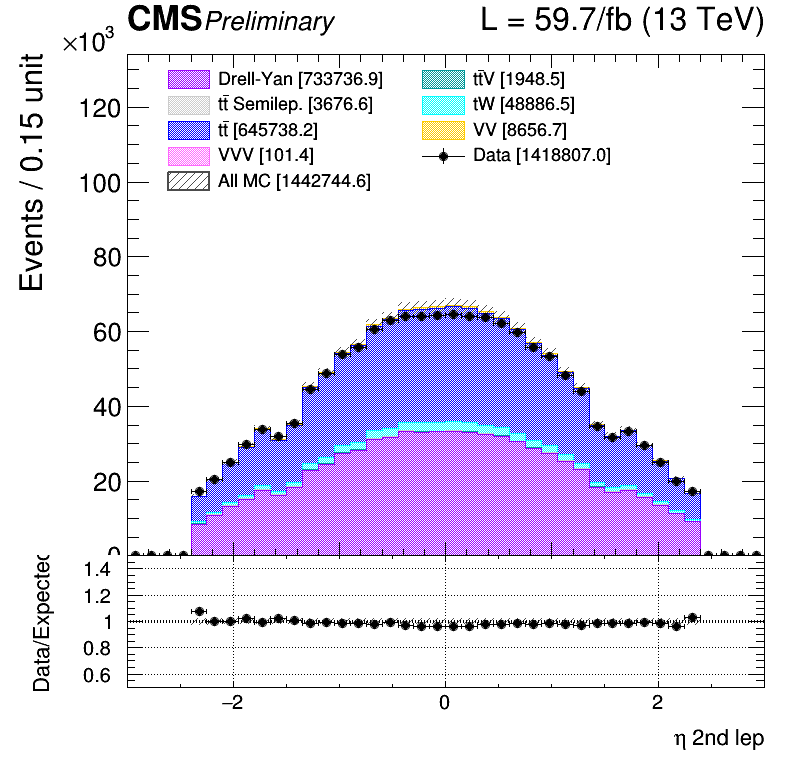 CMS Preliminary L = 59.7/fb (13 TeV)
×10³
Events / 0.15 unit
Drell-Yan [733736.9]
tt̄ Semilep. [3676.6]
tt̄ [645738.2]
VVV [101.4]
All MC [1442744.6]
tt̄V [1948.5]
tW [48886.5]
VV [8656.7]
Data [1418807.0]
120
100
80
60
40
20
0
Data/Expected
1.4
1.2
1
0.8
0.6
−2 0 2
η 2nd lep